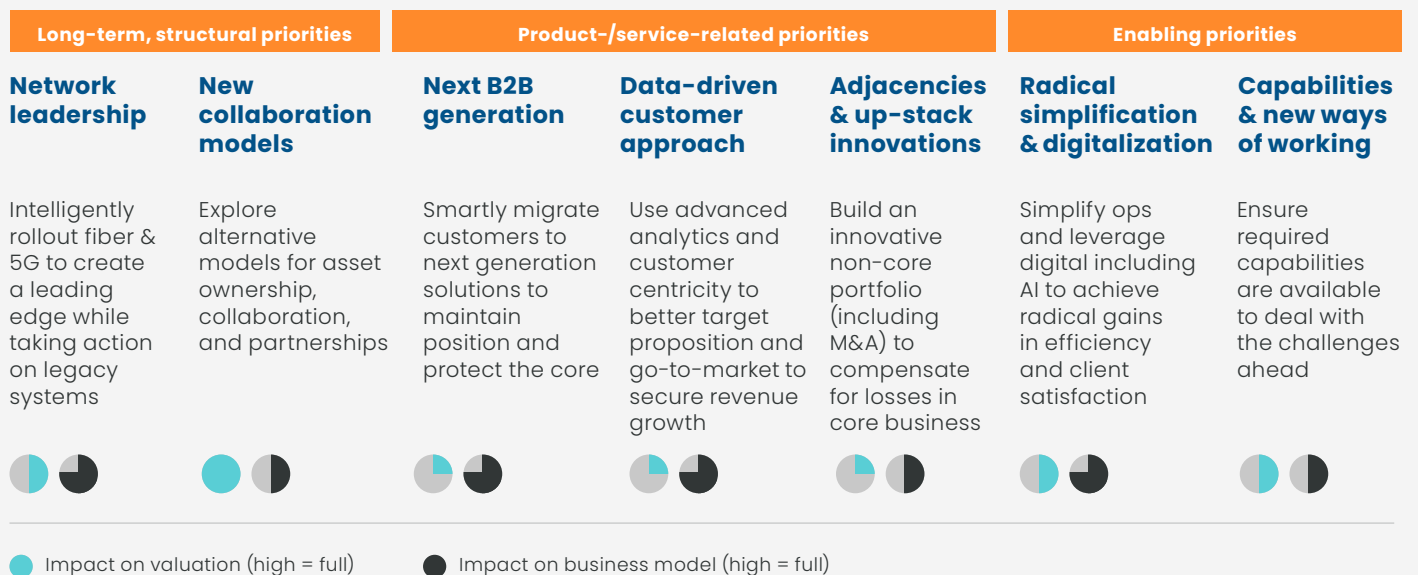 Long-term, structural priorities
Product-/service-related priorities
Enabling priorities
Network
leadership
New
collaboration
models
Next B2B
generation
Data-driven
customer
approach
Adjacencies
& up-stack
innovations
Radical
simplification
& digitalization
Capabilities
& new ways
of working
Intelligently
rollout fiber &
5G to create
a leading
edge while
taking action
on legacy
systems
Explore
alternative
models for asset
ownership,
collaboration,
and partnerships
Smartly migrate
customers to
next generation
solutions to
maintain
position and
protect the core
Use advanced
analytics and
customer
centricity to
better target
proposition and
go-to-market to
secure revenue
growth
Build an
innovative
non-core
portfolio
(including
M&A) to
compensate
for losses in
core business
Simplify ops
and leverage
digital including
AI to achieve
radical gains
in efficiency
and client
satisfaction
Ensure
required
capabilities
are available
to deal with
the challenges
ahead
Impact on valuation (high = full)
Impact on business model (high = full)